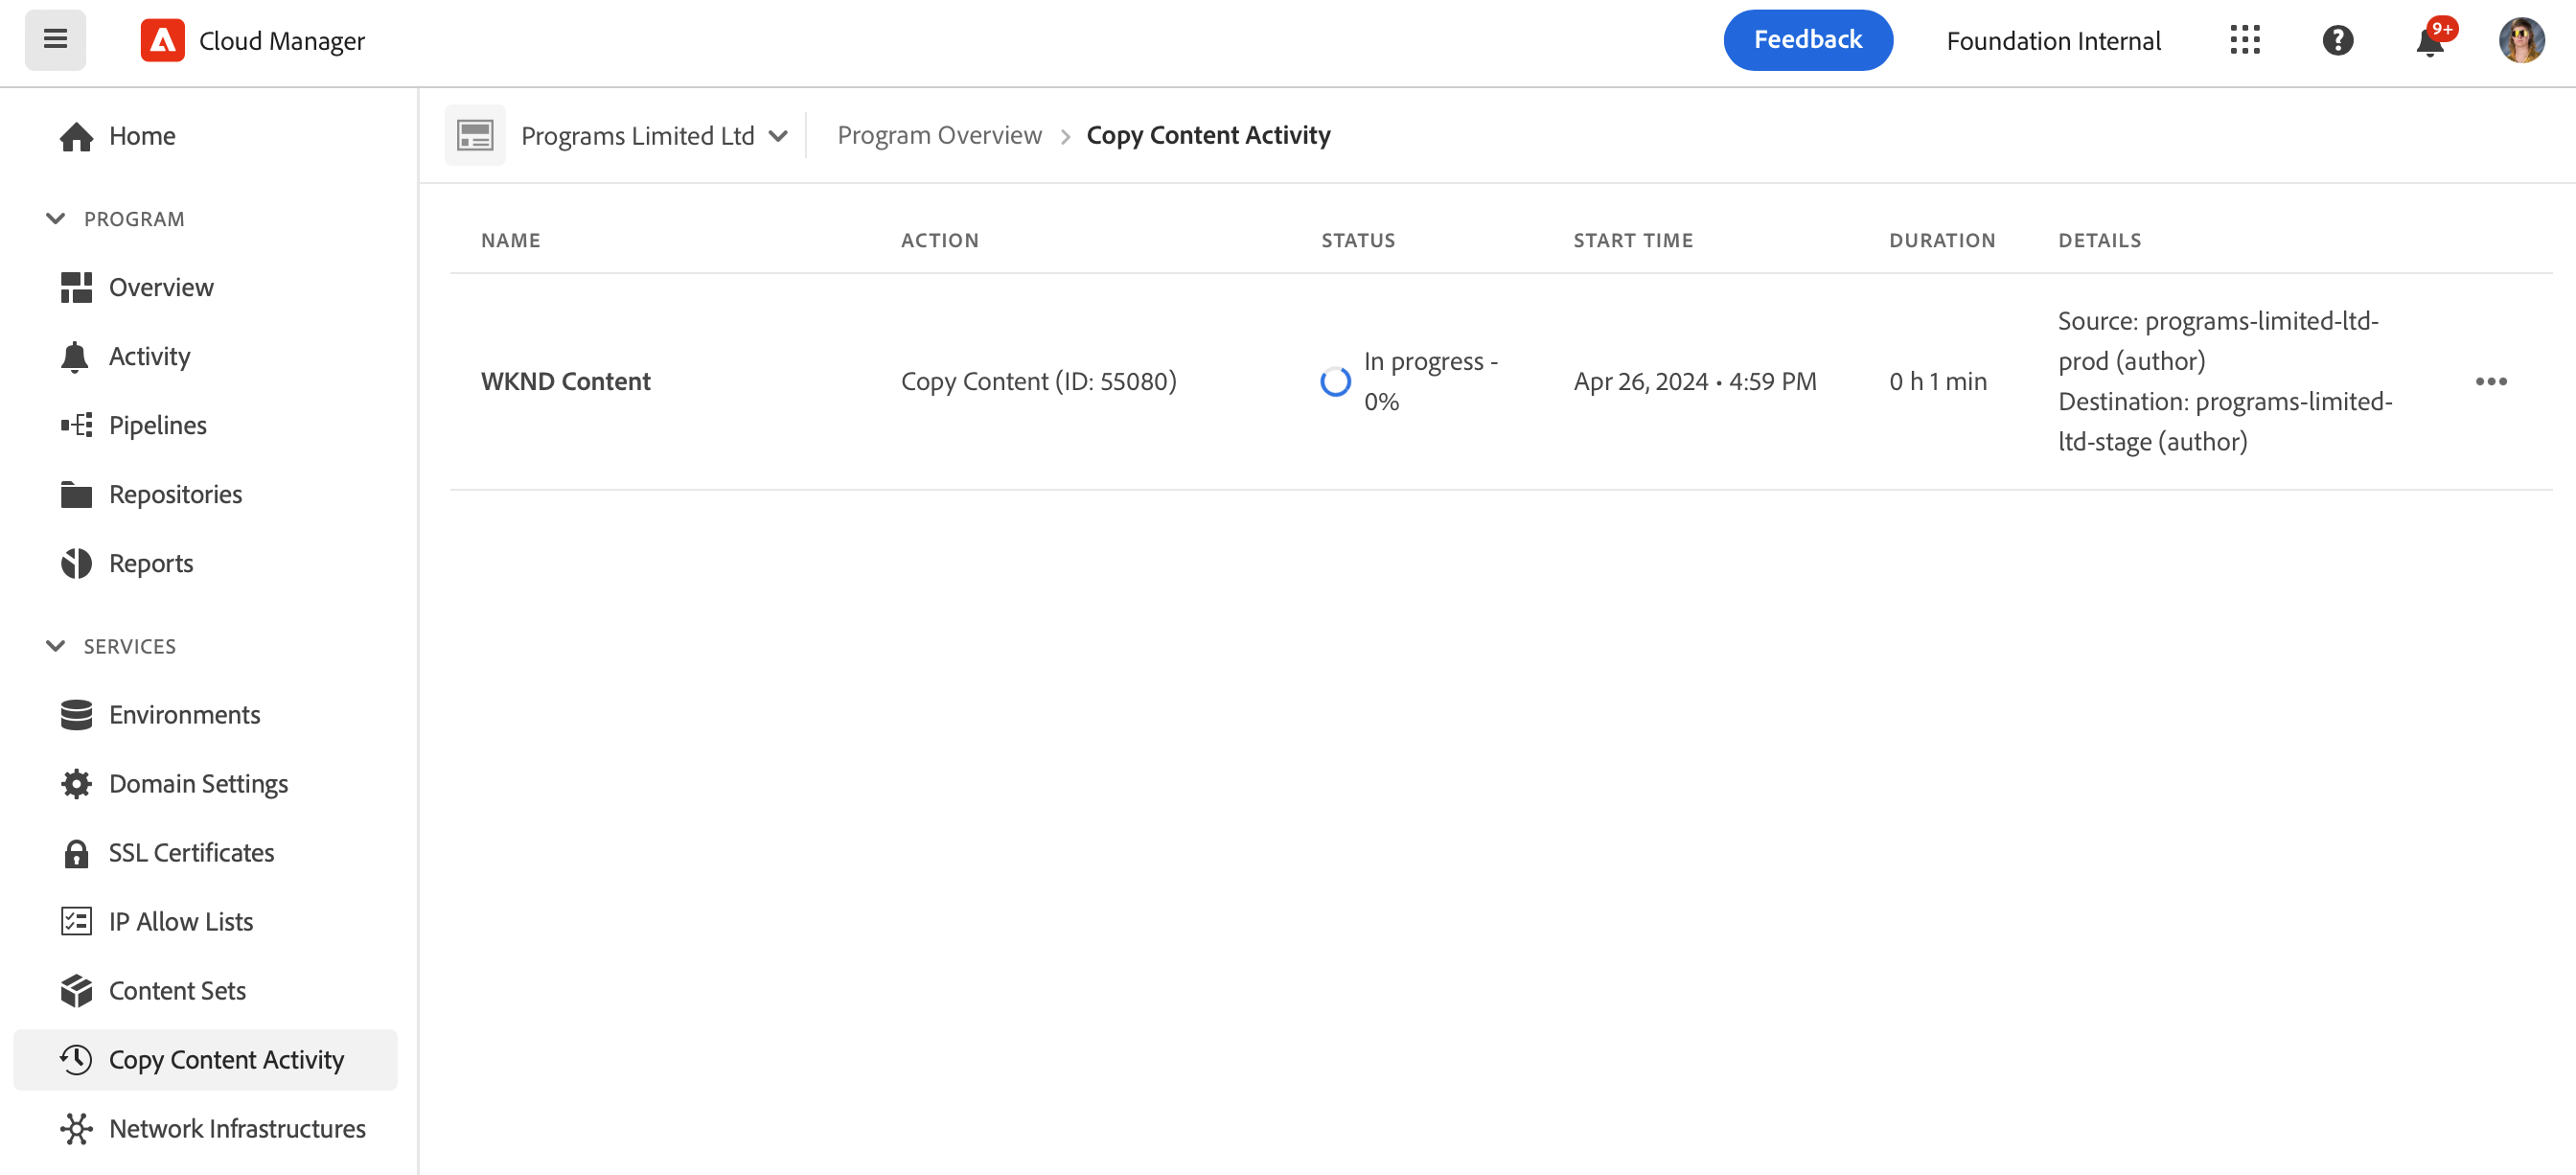 Cloud Manager
Feedback
Foundation Internal
9+
Home
PROGRAM
Overview
Activity
Pipelines
Repositories
Reports
SERVICES
Environments
Domain Settings
SSL Certificates
IP Allow Lists
Content Sets
Copy Content Activity
Network Infrastructures
Programs Limited Ltd
Program Overview > Copy Content Activity
NAME ACTION STATUS START TIME DURATION DETAILS
WKND Content
Copy Content (ID: 55080)
In progress -
0%
Apr 26, 2024 • 4:59 PM
0 h 1 min
Source: programs-limited-ltd-
prod (author)
Destination: programs-limited-
ltd-stage (author)